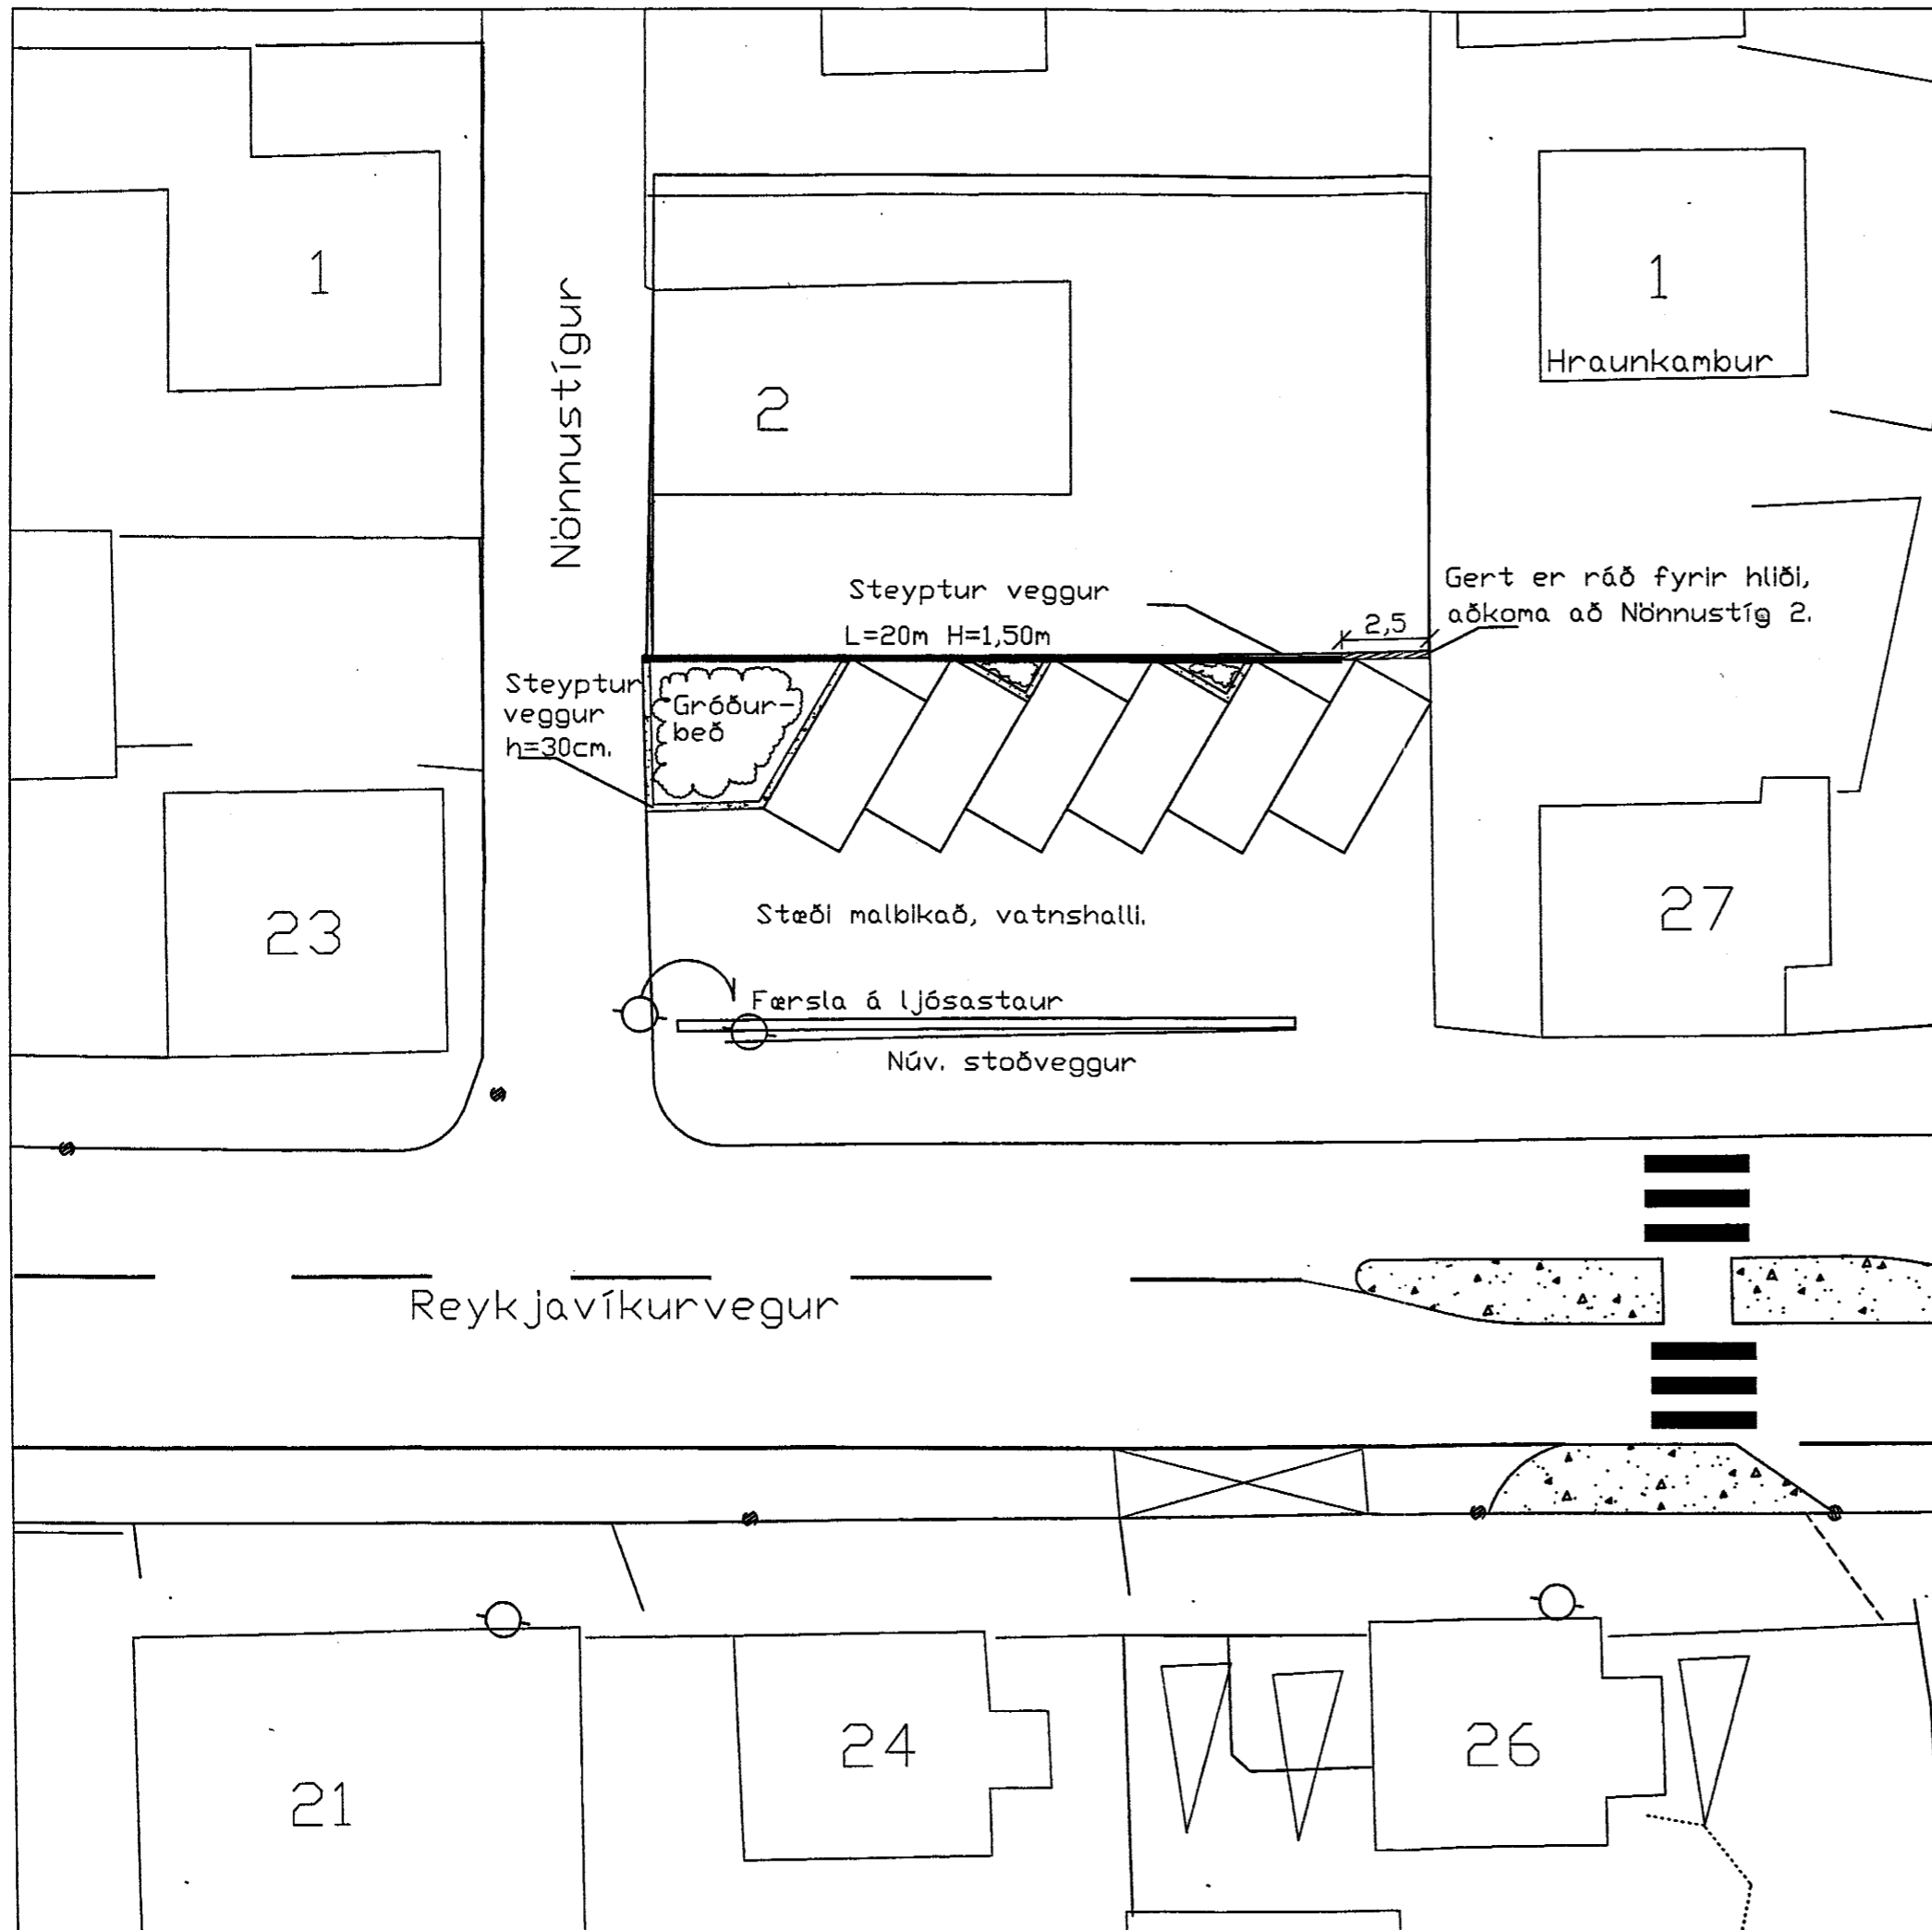 1
Nönnustígur
2
1
Hraunkambur
Steyptur veggur
L=20m H=1,50m
2,5
Gert er ráð fyrir hliði,
aðkoma að Nönnustíg 2.
Steyptur
veggur
h=30cm.
Gróður-
beð
23
27
Stæði malbikað, vatnshalli.
Færsla á ljósastaur
Núv. stoðveggur
Reykjavíkurvegur
21
24
26